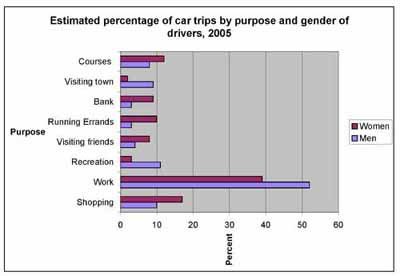 Estimated percentage of car trips by purpose and gender of
drivers, 2005
Purpose
Courses
Visiting town
Bank
Running Errands
Visiting friends
Recreation
Work
Shopping
0 10 20 30 40 50 60
Percent
Women
Men